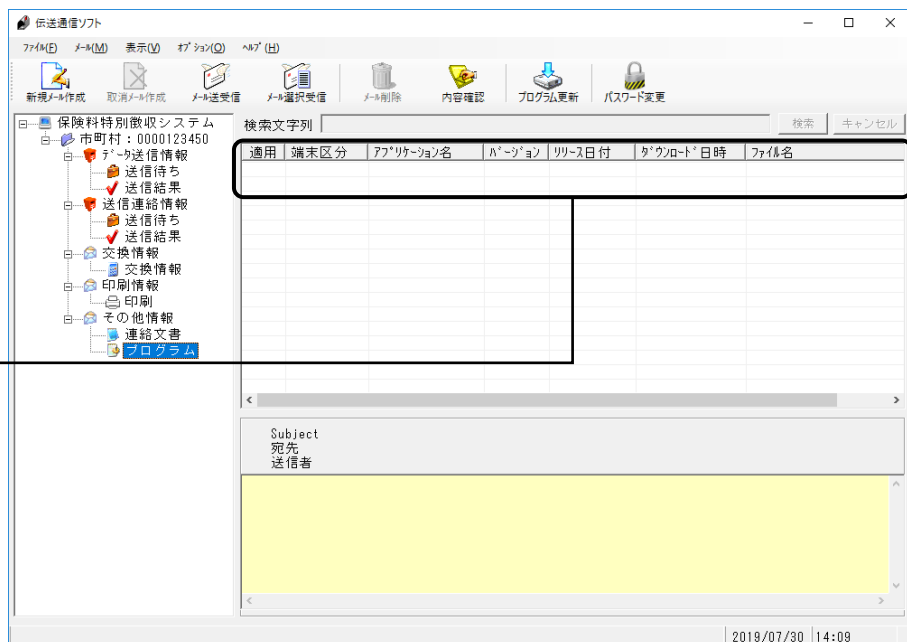 伝送通信ソフト
ﾌｧｲﾙ(F) ﾒｰﾙ(M) 表示(V) ｵﾌﾟｼｮﾝ(O) ﾍﾙﾌﾟ(H)
新規ﾒｰﾙ作成 取消ﾒｰﾙ作成 ﾒｰﾙ送受信 ﾒｰﾙ選択受信 ﾒｰﾙ削除 内容確認 プログラム更新 パスワード変更
検索文字列 検索 キャンセル
適用 端末区分 ｱﾌﾟﾘｹｰｼｮﾝ名 ﾊﾞｰｼﾞｮﾝ ﾘﾘｰｽ日付 ﾀﾞｳﾝﾛｰﾄﾞ日時 ﾌｧｲﾙ名
保険料特別徴収システム
市町村：0000123450
ﾃﾞｰﾀ送信情報
送信待ち
送信結果
送信連絡情報
送信待ち
送信結果
交換情報
交換情報
印刷情報
印刷
その他情報
連絡文書
プログラム
Subject
宛先
送信者
2019/07/30 14:09